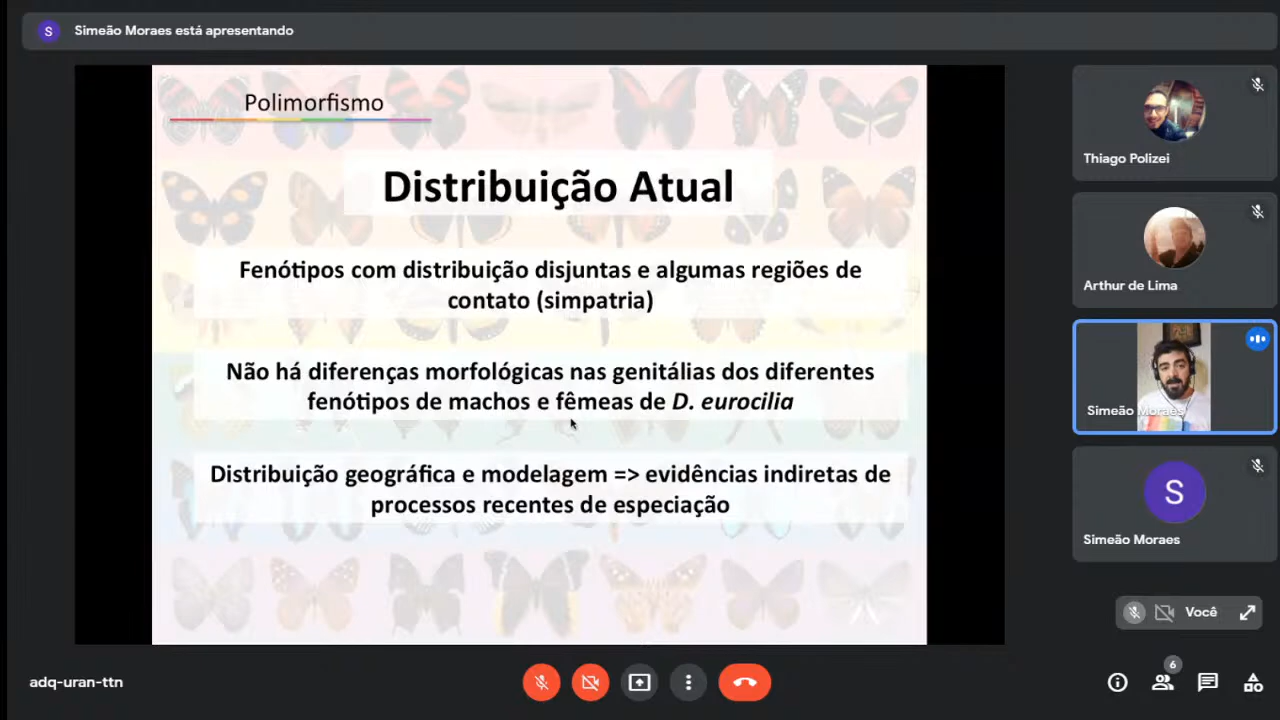 S
Simeão Moraes está apresentando
Polimorfismo
Distribuição Atual
Fenótipos com distribuição disjuntas e algumas regiões de
contato (simpatria)
Não há diferenças morfológicas nas genitálias dos diferentes
fenótipos de machos e fêmeas de D. eurocilia
Distribuição geográfica e modelagem => evidências indiretas de
processos recentes de especiação
Thiago Polizei
Arthur de Lima
Simeão Moraes
S
Simeão Moraes
Você
adq-uran-ttn
6